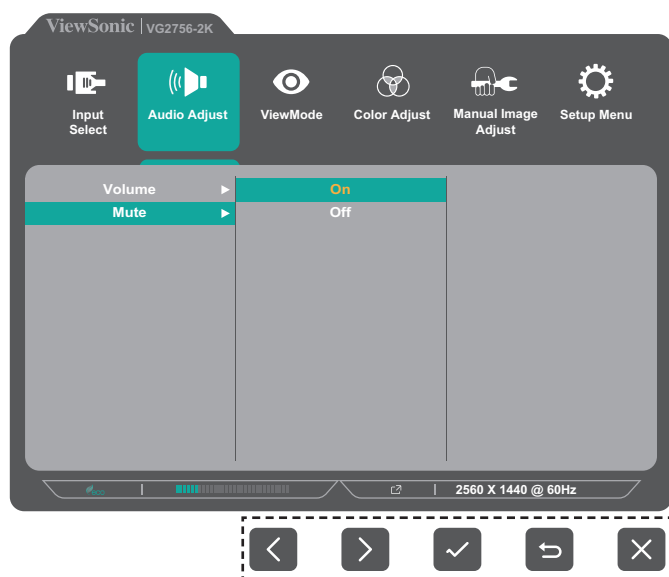 ViewSonic | VG2756-2K
Input
Select
Audio Adjust
ViewMode
Color Adjust
Manual Image
Adjust
Setup Menu
Volume
On
Mute
Off
eco
2560 X 1440 @ 60Hz